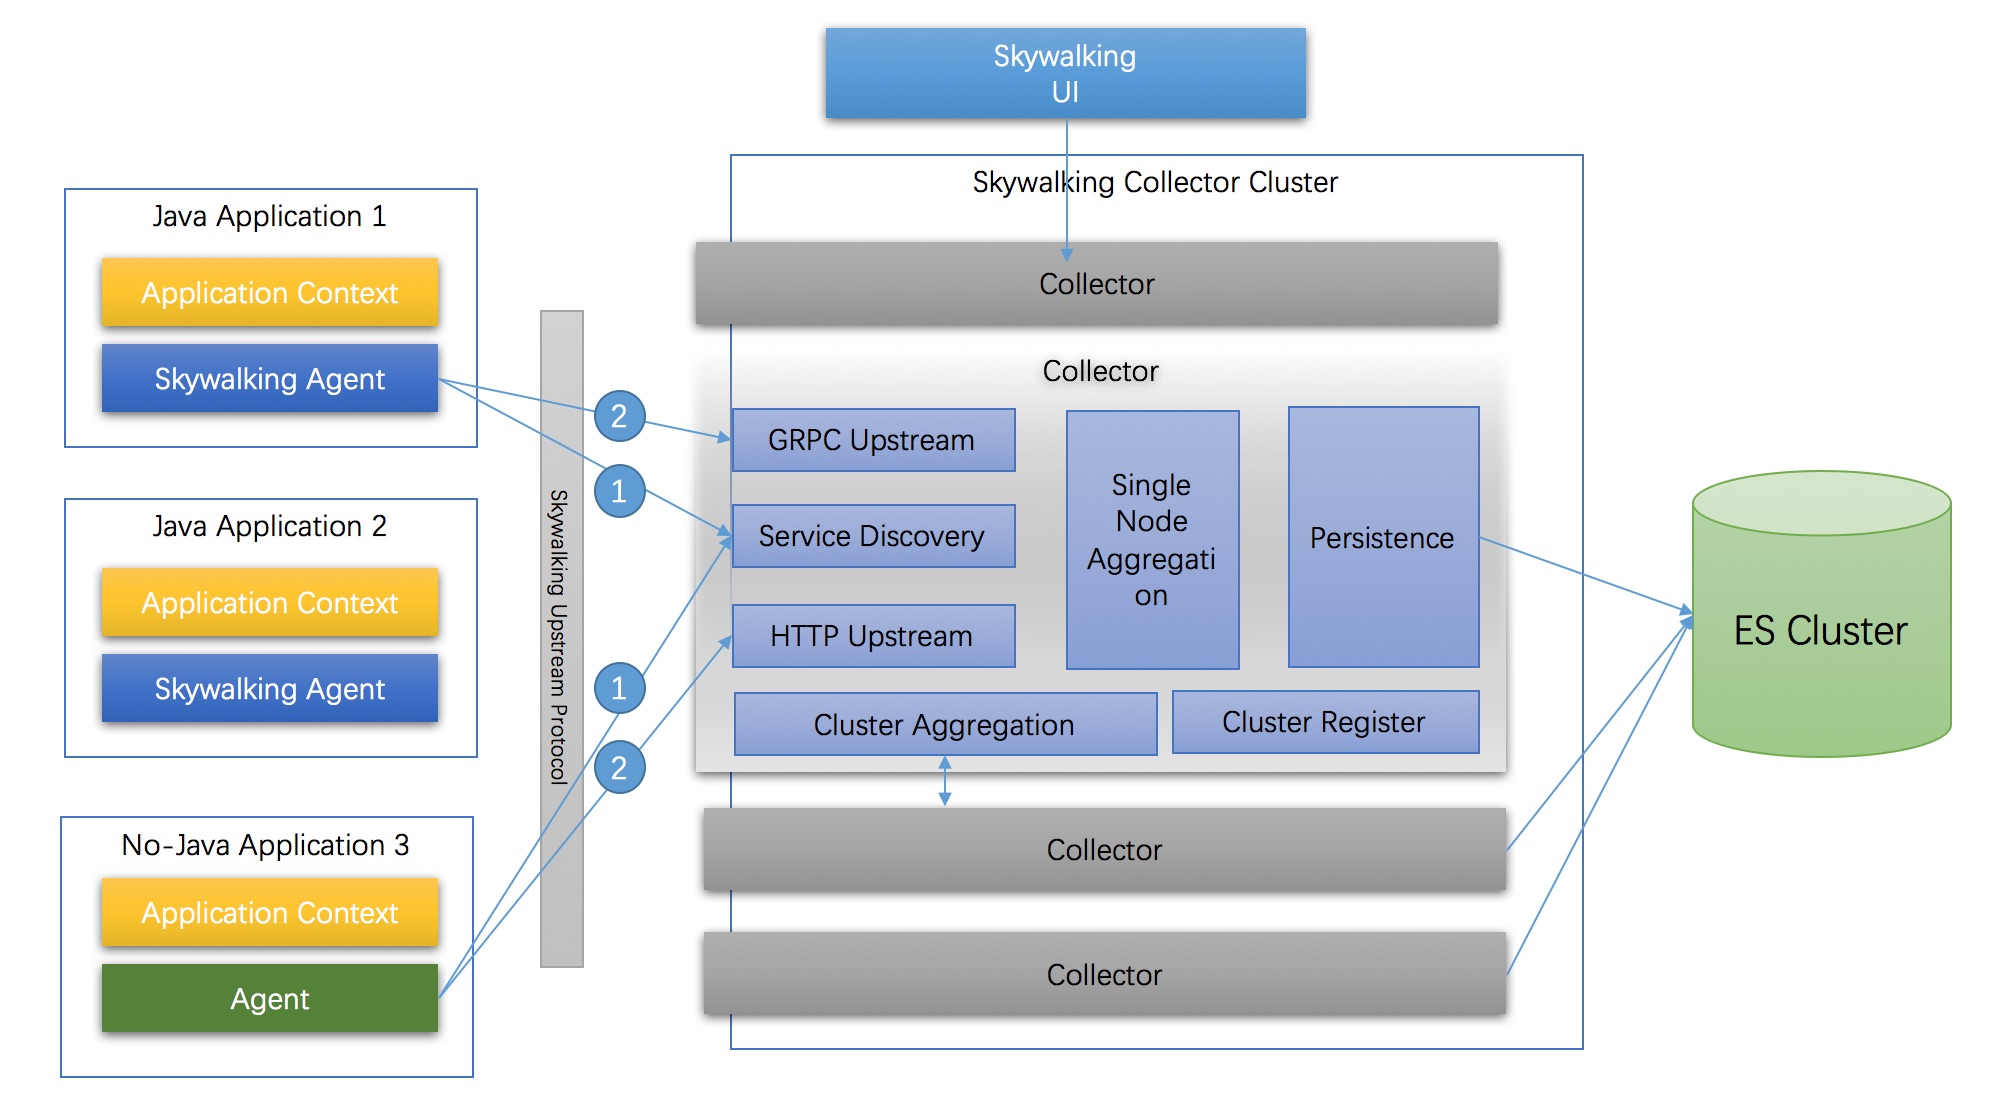 Skywalking
UI
Skywalking Collector Cluster
Java Application 1
Application Context
Skywalking Agent
Java Application 2
Application Context
Skywalking Agent
No-Java Application 3
Application Context
Agent
Skywalking Upstream Protocol
2
1
1
2
Collector
Collector
GRPC Upstream
Service Discovery
HTTP Upstream
Single
Node
Aggregati
on
Persistence
Cluster Aggregation
Cluster Register
Collector
Collector
ES Cluster